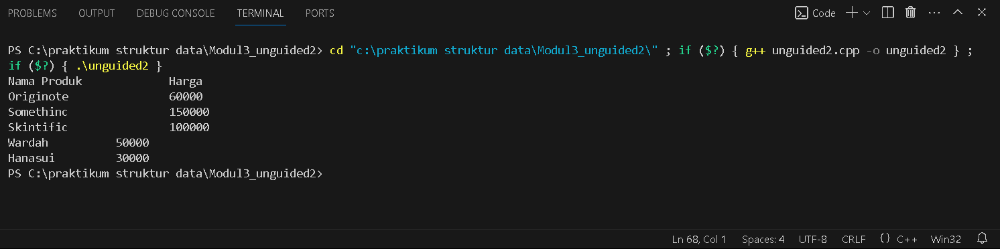 PROBLEMS OUTPUT DEBUG CONSOLE TERMINAL PORTS Code
PS C:\praktikum struktur data\Modul3_unguided2> cd "c:\praktikum struktur data\Modul3_unguided2\" ; if ($?) { g++ unguided2.cpp -o unguided2 } ;
if ($?) { .\unguided2 }
Nama Produk Harga
Originote 60000
Somethinc 150000
Skintific 100000
Wardah 50000
Hanasui 30000
PS C:\praktikum struktur data\Modul3_unguided2>
Ln 68, Col 1 Spaces: 4 UTF-8 CRLF {} C++ Win32